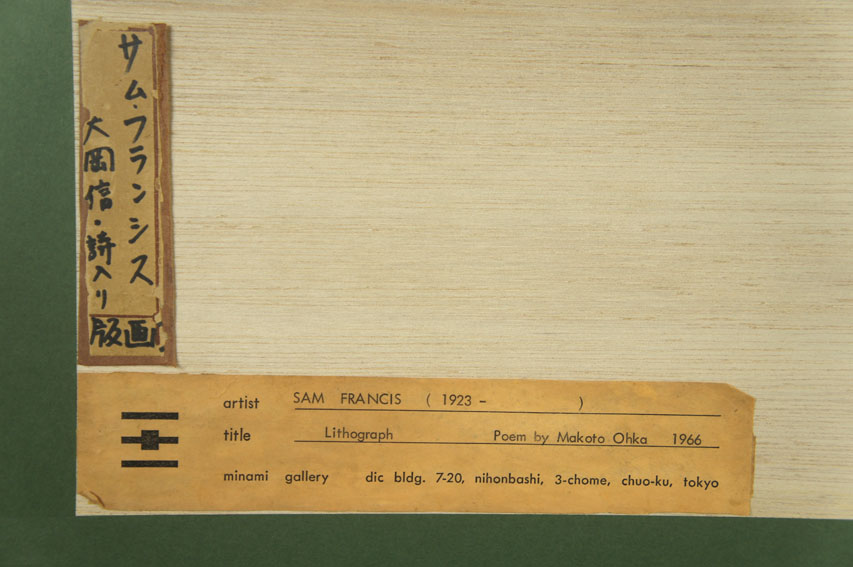 サム・フランシス
大岡信・詩入り
版画
artist SAM FRANCIS ( 1923 - )
title Lithograph Poem by Makoto Ohka 1966
minami gallery dic bldg. 7-20, nihonbashi, 3-chome, chuo-ku, tokyo